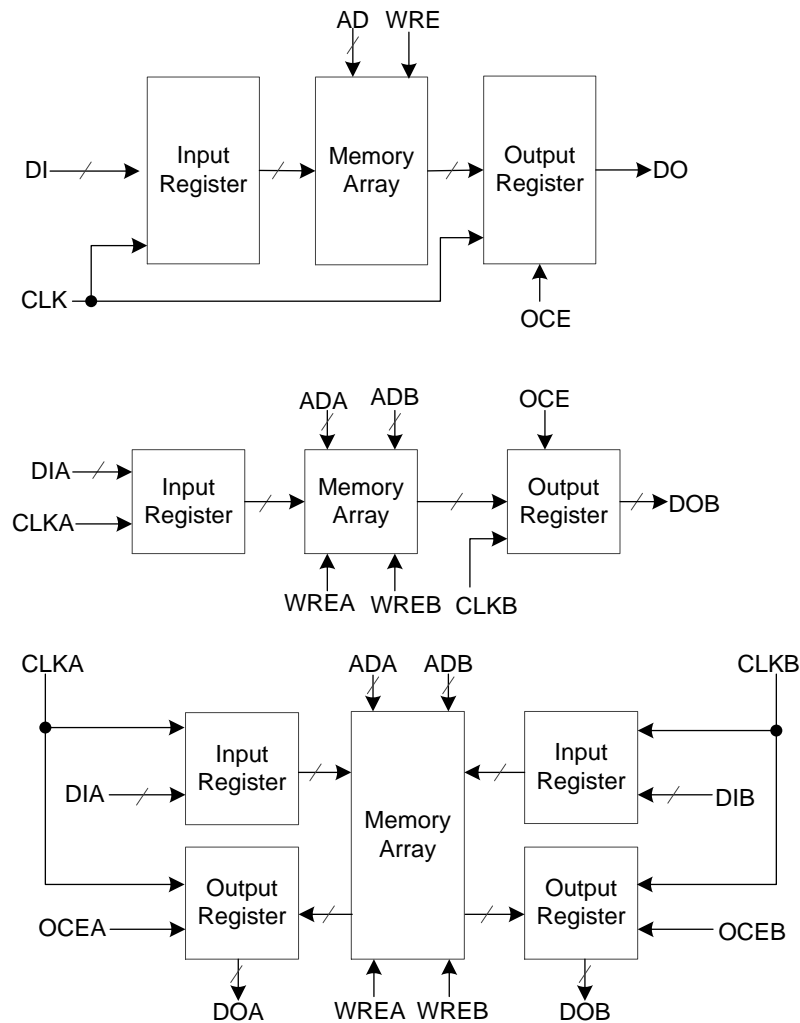 AD WRE
DI
Input
Register
Memory
Array
Output
Register
DO
CLK
OCE
ADA ADB OCE
DIA
CLKA
Input
Register
Memory
Array
Output
Register
DOB
WREA WREB CLKB
CLKA ADA ADB CLKB
Input
Register
Input
Register
DIA
DIB
Memory
Array
Output
Register
Output
Register
OCEA
OCEB
DOA WREA WREB DOB